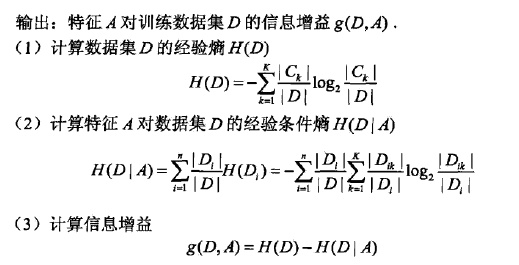 输出：特征 A 对训练数据集 D 的信息增益 g(D, A)．
（1）计算数据集 D 的经验熵 H(D)
H(D) = -\sum_{k=1}^{K} \frac{|C_k|}{|D|} \log_2 \frac{|C_k|}{|D|}
（2）计算特征 A 对数据集 D 的经验条件熵 H(D|A)
H(D|A) = \sum_{i=1}^{n} \frac{|D_i|}{|D|} H(D_i) = -\sum_{i=1}^{n} \frac{|D_i|}{|D|} \sum_{k=1}^{K} \frac{|D_{ik}|}{|D_i|} \log_2 \frac{|D_{ik}|}{|D_i|}
（3）计算信息增益
g(D, A) = H(D) - H(D|A)